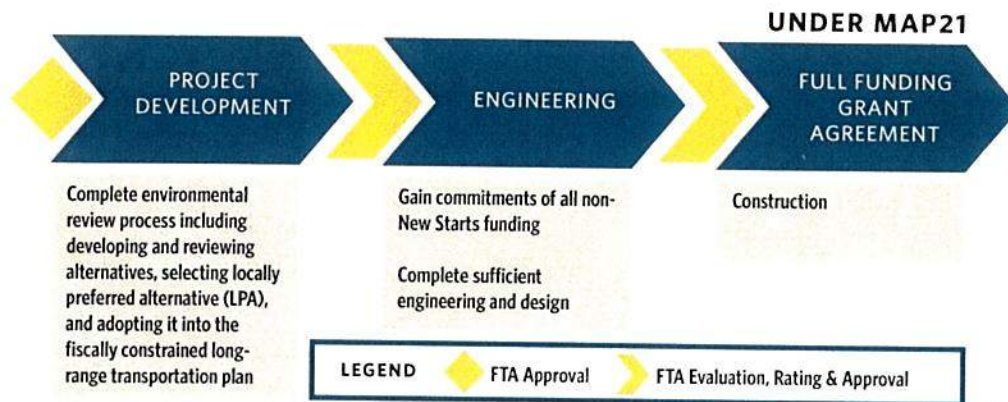 UNDER MAP21
PROJECT
DEVELOPMENT
ENGINEERING
FULL FUNDING
GRANT
AGREEMENT
Complete environmental
review process including
developing and reviewing
alternatives, selecting locally
preferred alternative (LPA),
and adopting it into the
fiscally constrained long-
range transportation plan
Gain commitments of all non-
New Starts funding
Complete sufficient
engineering and design
Construction
LEGEND
FTA Approval
FTA Evaluation, Rating & Approval